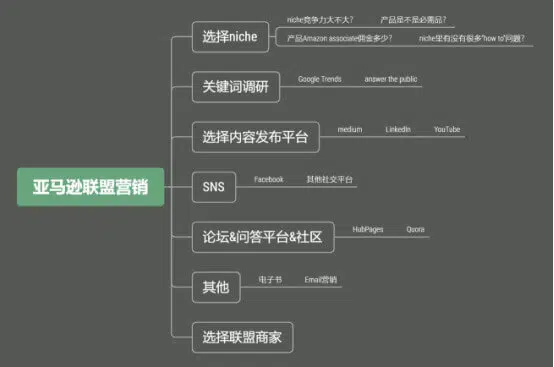 niche竞争力大不大? 产品是不是必需品?
选择niche
产品Amazon associate佣金多少? niche里有没有很多"how to"问题?
关键词调研 Google Trends answer the public
选择内容发布平台 medium LinkedIn YouTube
亚马逊联盟营销
SNS Facebook 其他社交平台
论坛&问答平台&社区 HubPages Quora
其他 电子书 Email营销
选择联盟商家